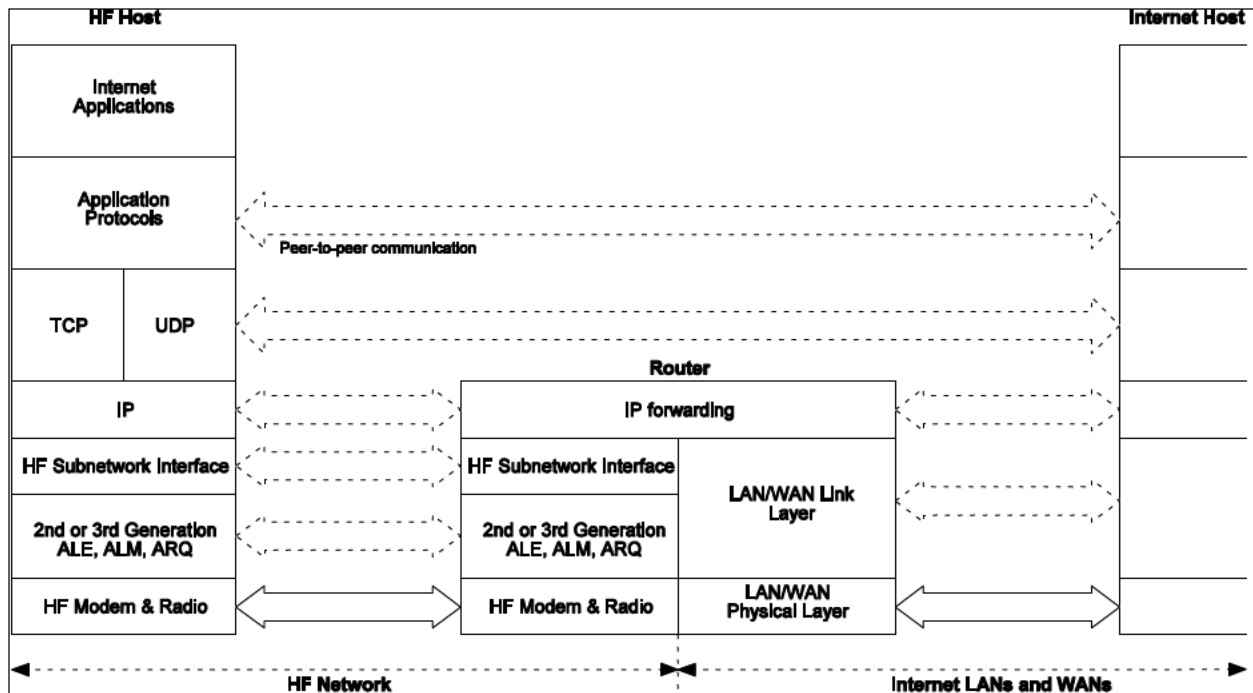 HF Host
Internet Host
Internet
Applications
Application
Protocols
Peer-to-peer communication
TCP
UDP
Router
IP
IP forwarding
HF Subnetwork Interface
HF Subnetwork Interface
LAN/WAN Link
Layer
2nd or 3rd Generation
ALE, ALM, ARQ
2nd or 3rd Generation
ALE, ALM, ARQ
HF Modem & Radio
HF Modem & Radio
LAN/WAN
Physical Layer
HF Network
Internet LANs and WANs